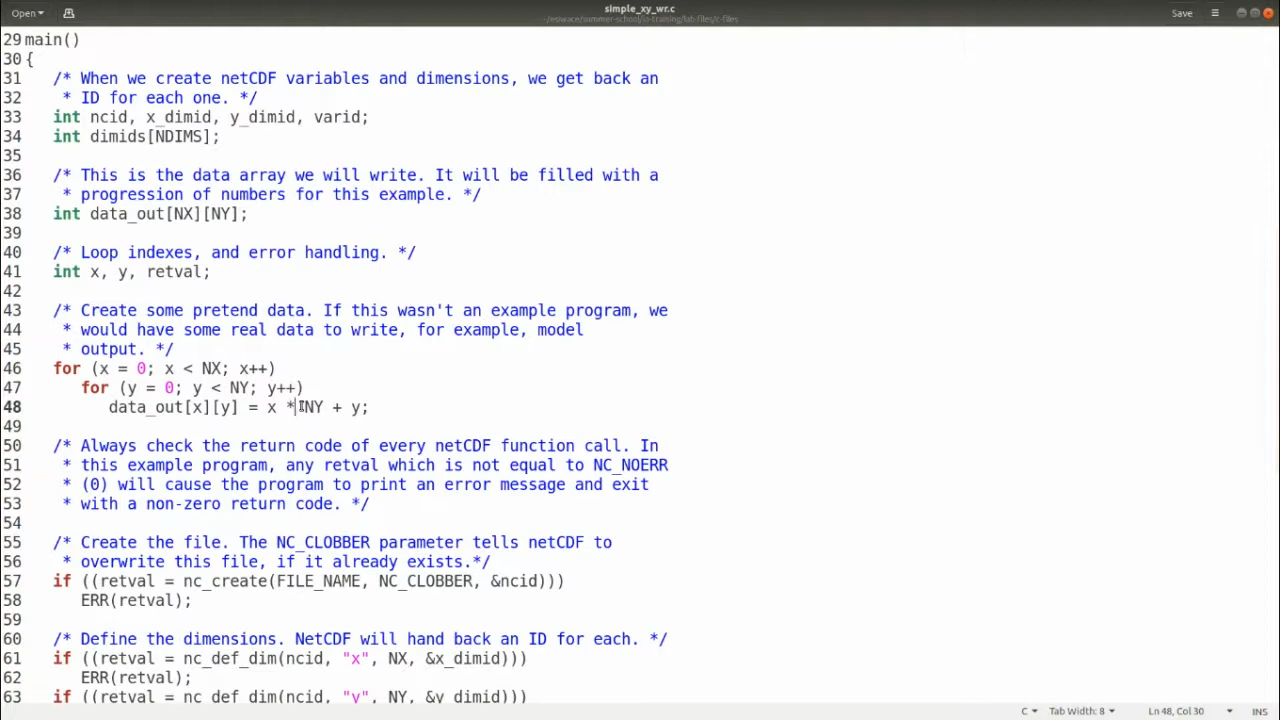 Open
simple_xy_wr.c
~/esiwace/summer-school/io-training/lab-files/c-files
Save
29 main()
30 {
31 /* When we create netCDF variables and dimensions, we get back an
32 * ID for each one. */
33 int ncid, x_dimid, y_dimid, varid;
34 int dimids[NDIMS];
35
36 /* This is the data array we will write. It will be filled with a
37 * progression of numbers for this example. */
38 int data_out[NX][NY];
39
40 /* Loop indexes, and error handling. */
41 int x, y, retval;
42
43 /* Create some pretend data. If this wasn't an example program, we
44 * would have some real data to write, for example, model
45 * output. */
46 for (x = 0; x < NX; x++)
47 for (y = 0; y < NY; y++)
48 data_out[x][y] = x * NY + y;
49
50 /* Always check the return code of every netCDF function call. In
51 * this example program, any retval which is not equal to NC_NOERR
52 * (0) will cause the program to print an error message and exit
53 * with a non-zero return code. */
54
55 /* Create the file. The NC_CLOBBER parameter tells netCDF to
56 * overwrite this file, if it already exists.*/
57 if ((retval = nc_create(FILE_NAME, NC_CLOBBER, &ncid)))
58 ERR(retval);
59
60 /* Define the dimensions. NetCDF will hand back an ID for each. */
61 if ((retval = nc_def_dim(ncid, "x", NX, &x_dimid)))
62 ERR(retval);
63 if ((retval = nc_def_dim(ncid, "y", NY, &y_dimid)))
C Tab Width: 8 Ln 48, Col 30 INS